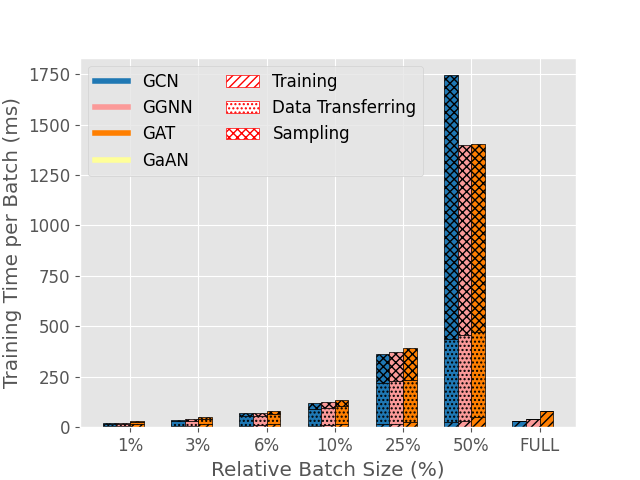 1750
1500
1250
1000
750
500
250
0
Training Time per Batch (ms)
GCN
GGNN
GAT
GaAN
Training
Data Transferring
Sampling
1% 3% 6% 10% 25% 50% FULL
Relative Batch Size (%)